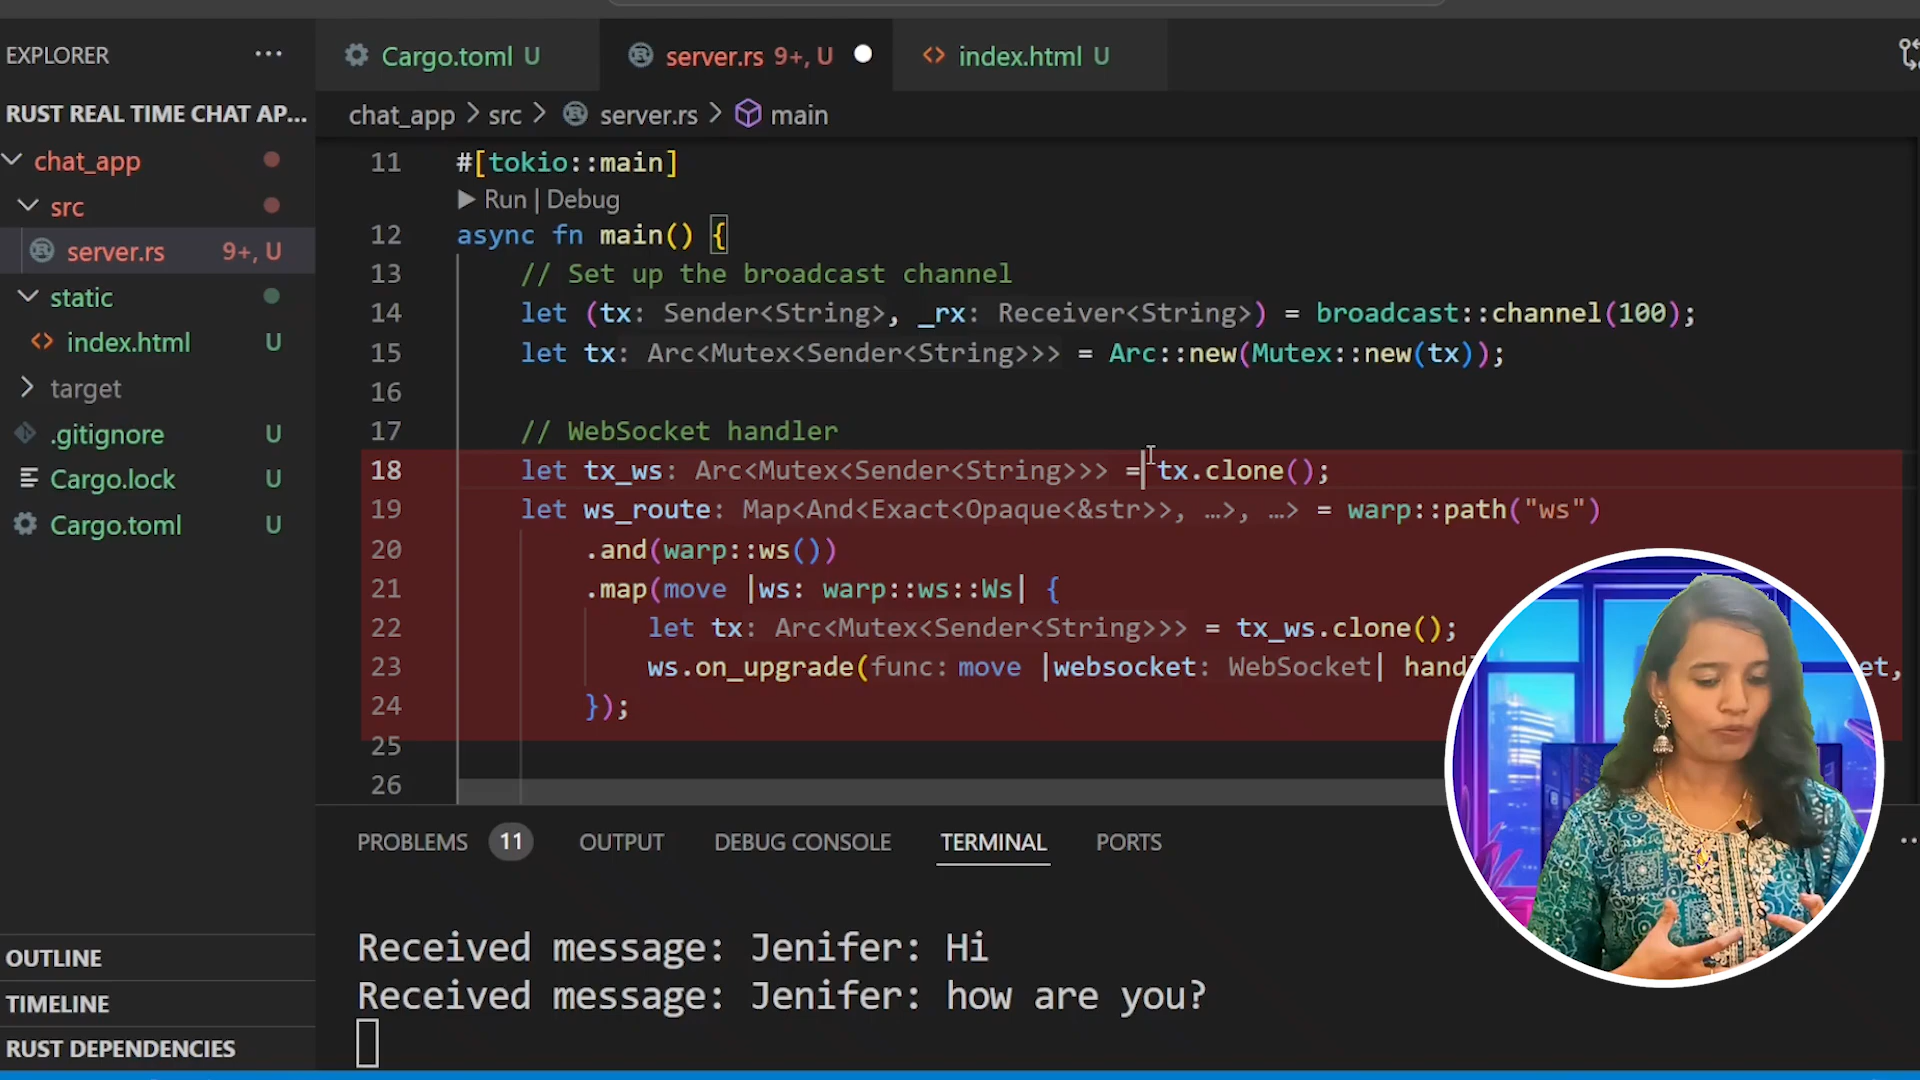 EXPLORER ...
RUST REAL TIME CHAT AP...
chat_app
src
server.rs 9+, U
static
index.html U
target
.gitignore U
Cargo.lock U
Cargo.toml U
OUTLINE
TIMELINE
RUST DEPENDENCIES
Cargo.toml U
server.rs 9+, U
index.html U
chat_app > src > server.rs > main
11 #[tokio::main]
Run | Debug
12 async fn main() {
13 // Set up the broadcast channel
14 let (tx: Sender<String>, _rx: Receiver<String>) = broadcast::channel(100);
15 let tx: Arc<Mutex<Sender<String>>> = Arc::new(Mutex::new(tx));
16
17 // WebSocket handler
18 let tx_ws: Arc<Mutex<Sender<String>>> = tx.clone();
19 let ws_route: Map<And<Exact<Opaque<&str>>, …>, …> = warp::path("ws")
20 .and(warp::ws())
21 .map(move |ws: warp::ws::Ws| {
22 let tx: Arc<Mutex<Sender<String>>> = tx_ws.clone();
23 ws.on_upgrade(func: move |websocket: WebSocket| hand et,
24 });
25
26
PROBLEMS 11 OUTPUT DEBUG CONSOLE TERMINAL PORTS
Received message: Jenifer: Hi
Received message: Jenifer: how are you?